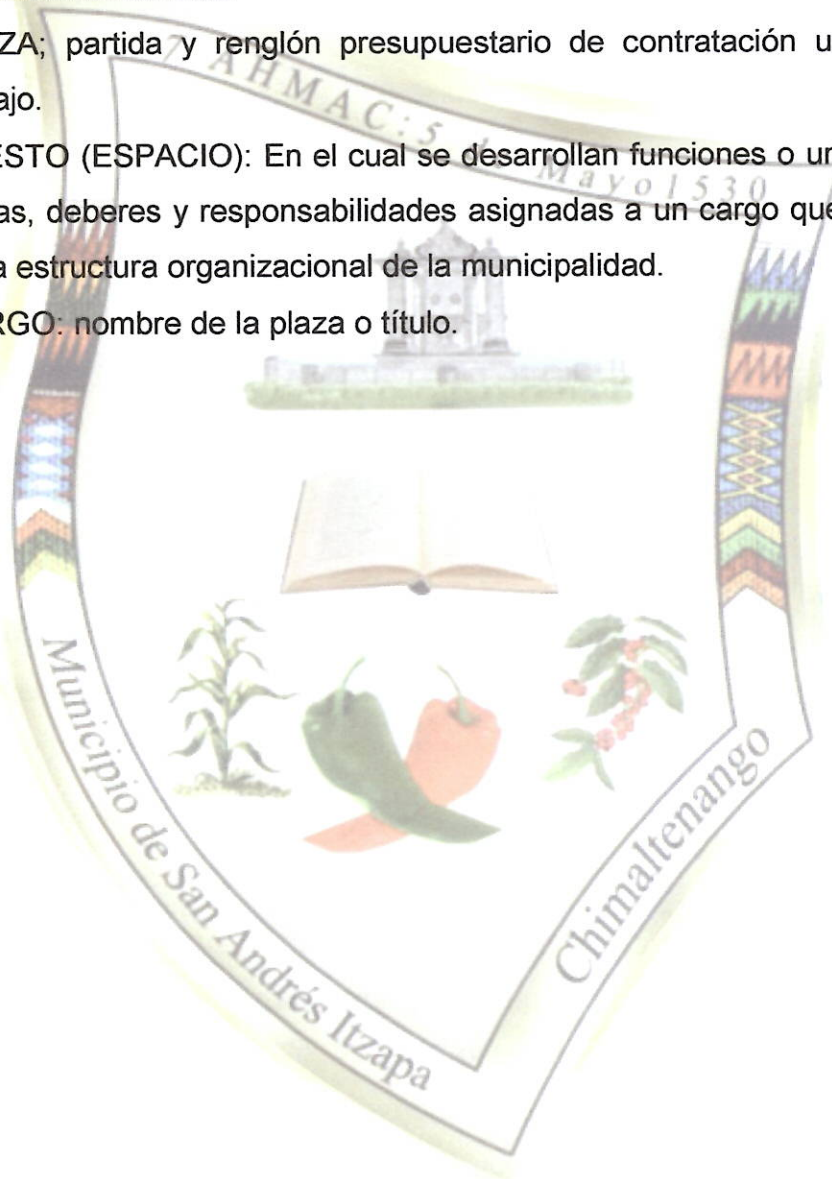 ZA; partida y renglón presupuestario de contratación u
ajo.
ESTO (ESPACIO): En el cual se desarrollan funciones o un
as, deberes y responsabilidades asignadas a un cargo que
a estructura organizacional de la municipalidad.
RGO: nombre de la plaza o título.
7 AHMAC: 5 de Mayo 1530
Municipio de San Andrés Itzapa
Chimaltenango